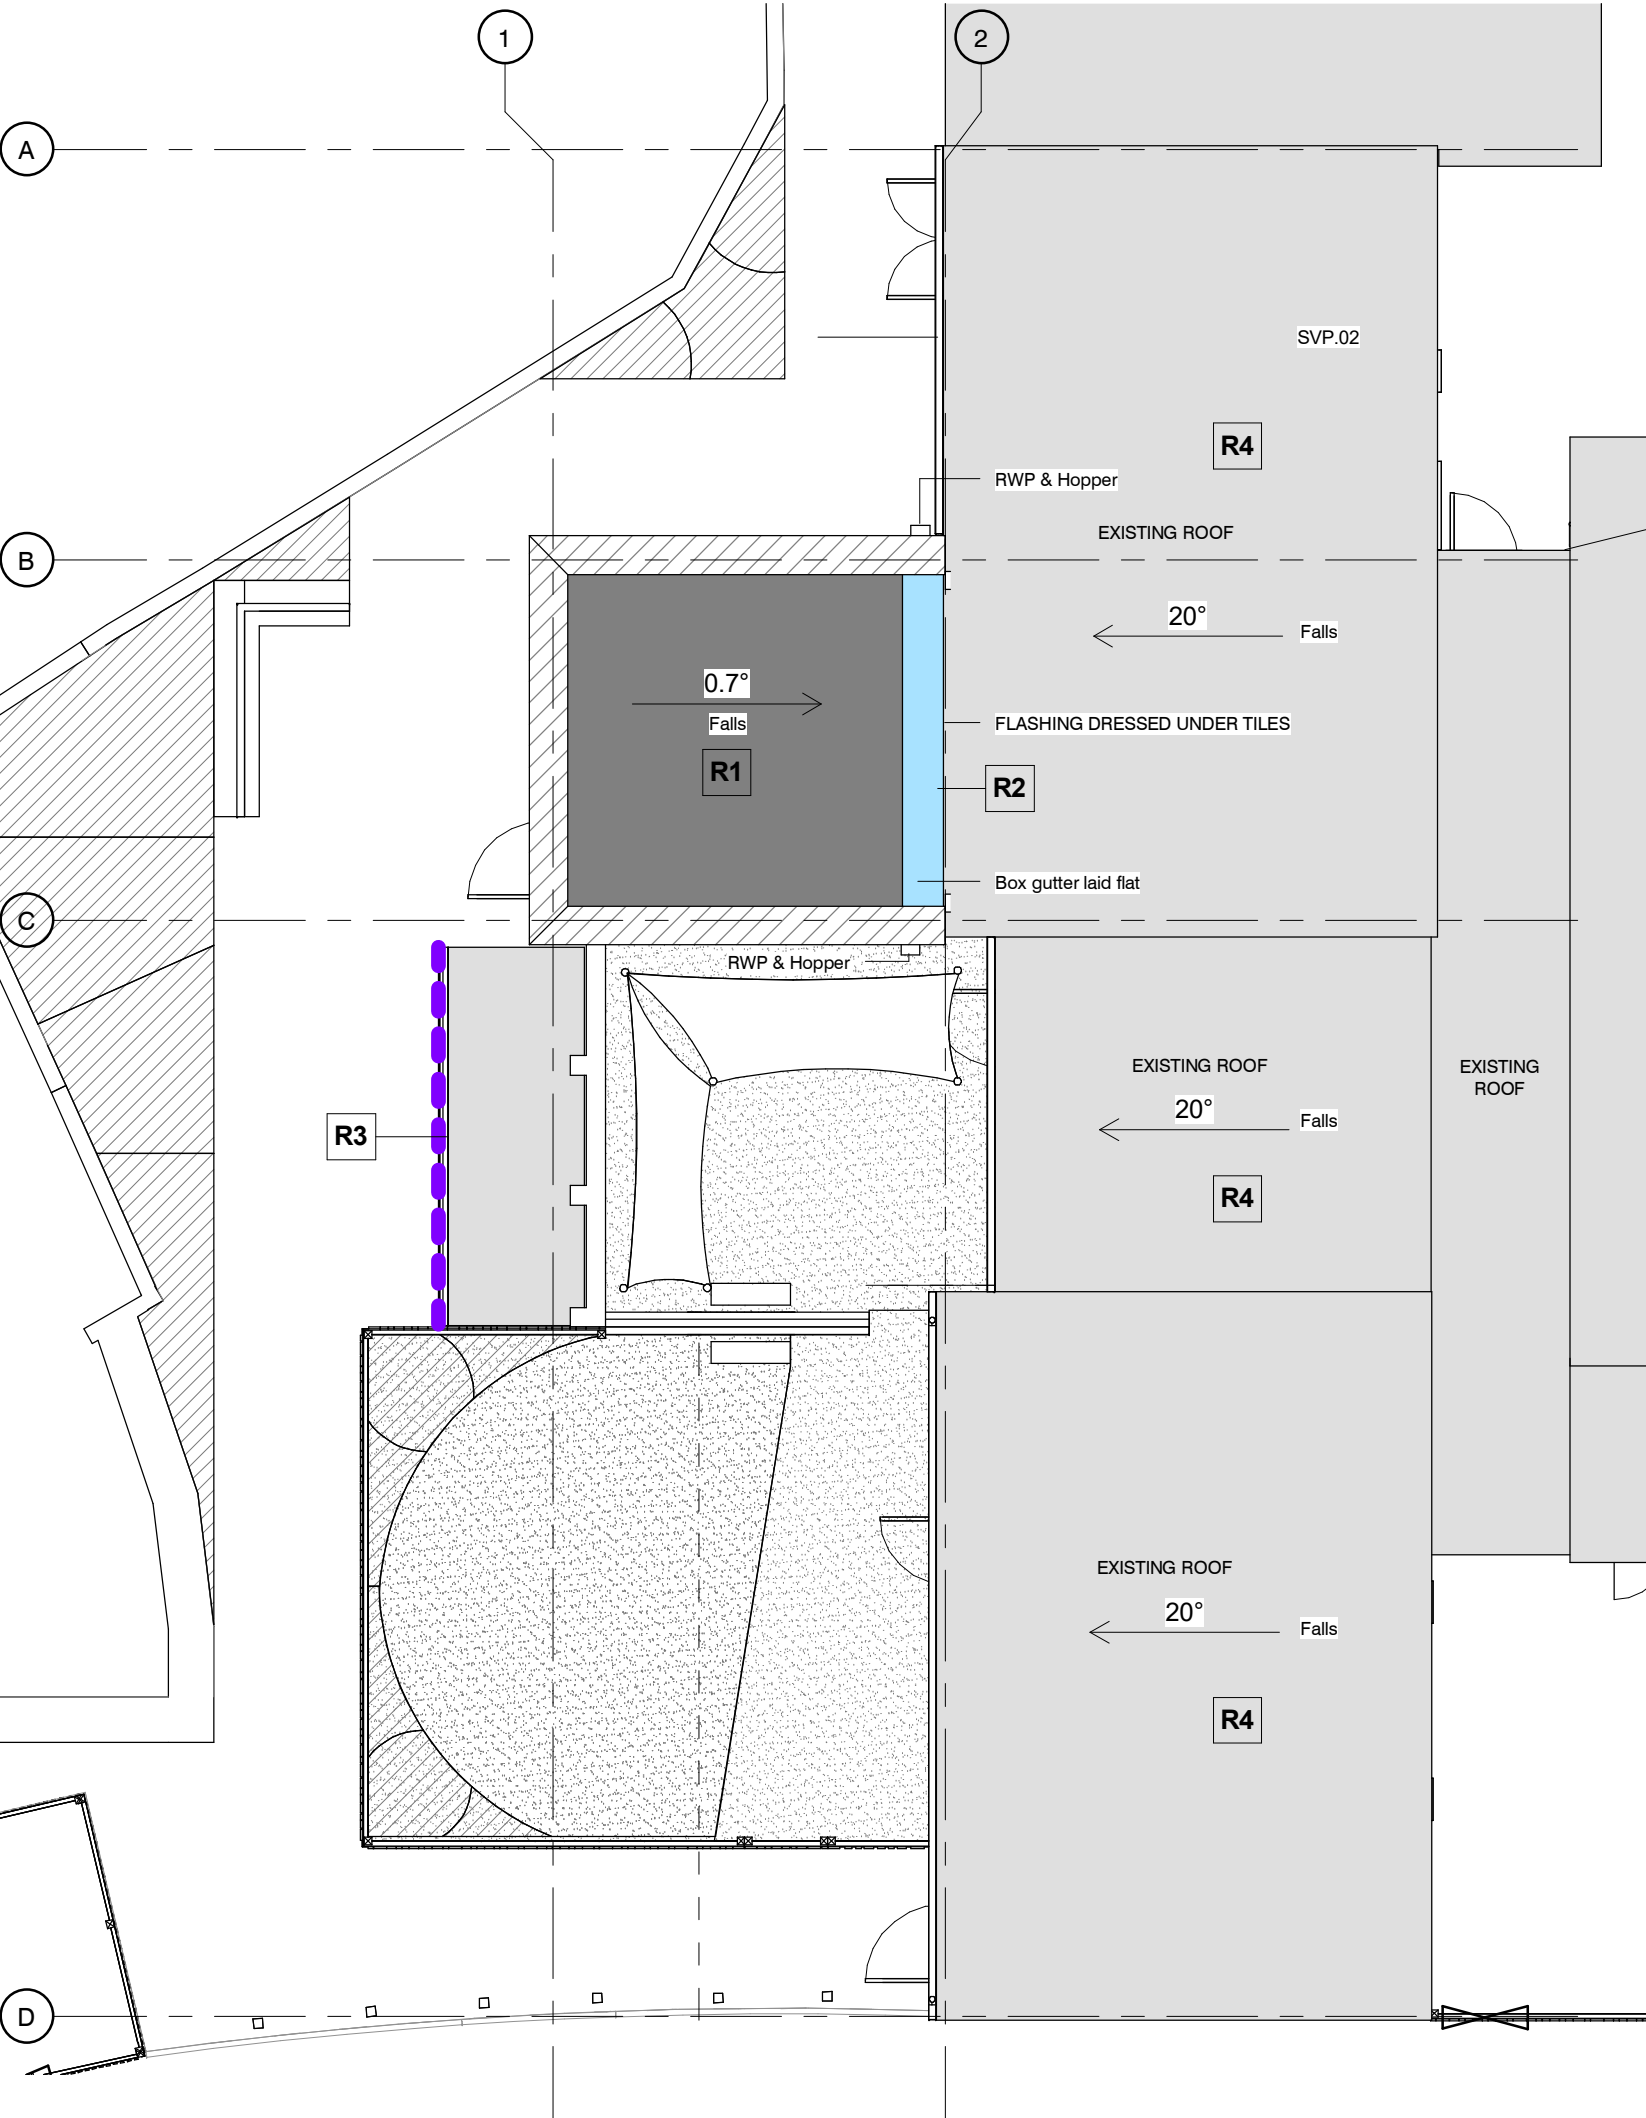 1
2
A
SVP.02
R4
RWP & Hopper
EXISTING ROOF
B
20°
Falls
0.7°
Falls
FLASHING DRESSED UNDER TILES
R1
R2
Box gutter laid flat
C
RWP & Hopper
EXISTING ROOF
EXISTING
ROOF
20°
Falls
R3
R4
EXISTING ROOF
20°
Falls
R4
D